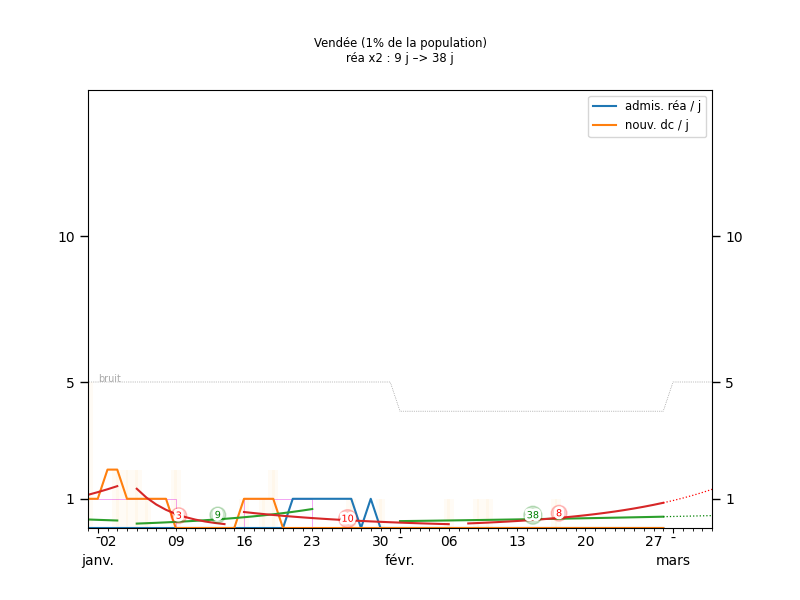 Vendée (1% de la population)
réa x2 : 9 j –> 38 j
admis. réa / j
nouv. dc / j
10
10
bruit
5
5
1
1
3
9
10
38
8
02
09
16
23
30
06
13
20
27
janv.
févr.
mars